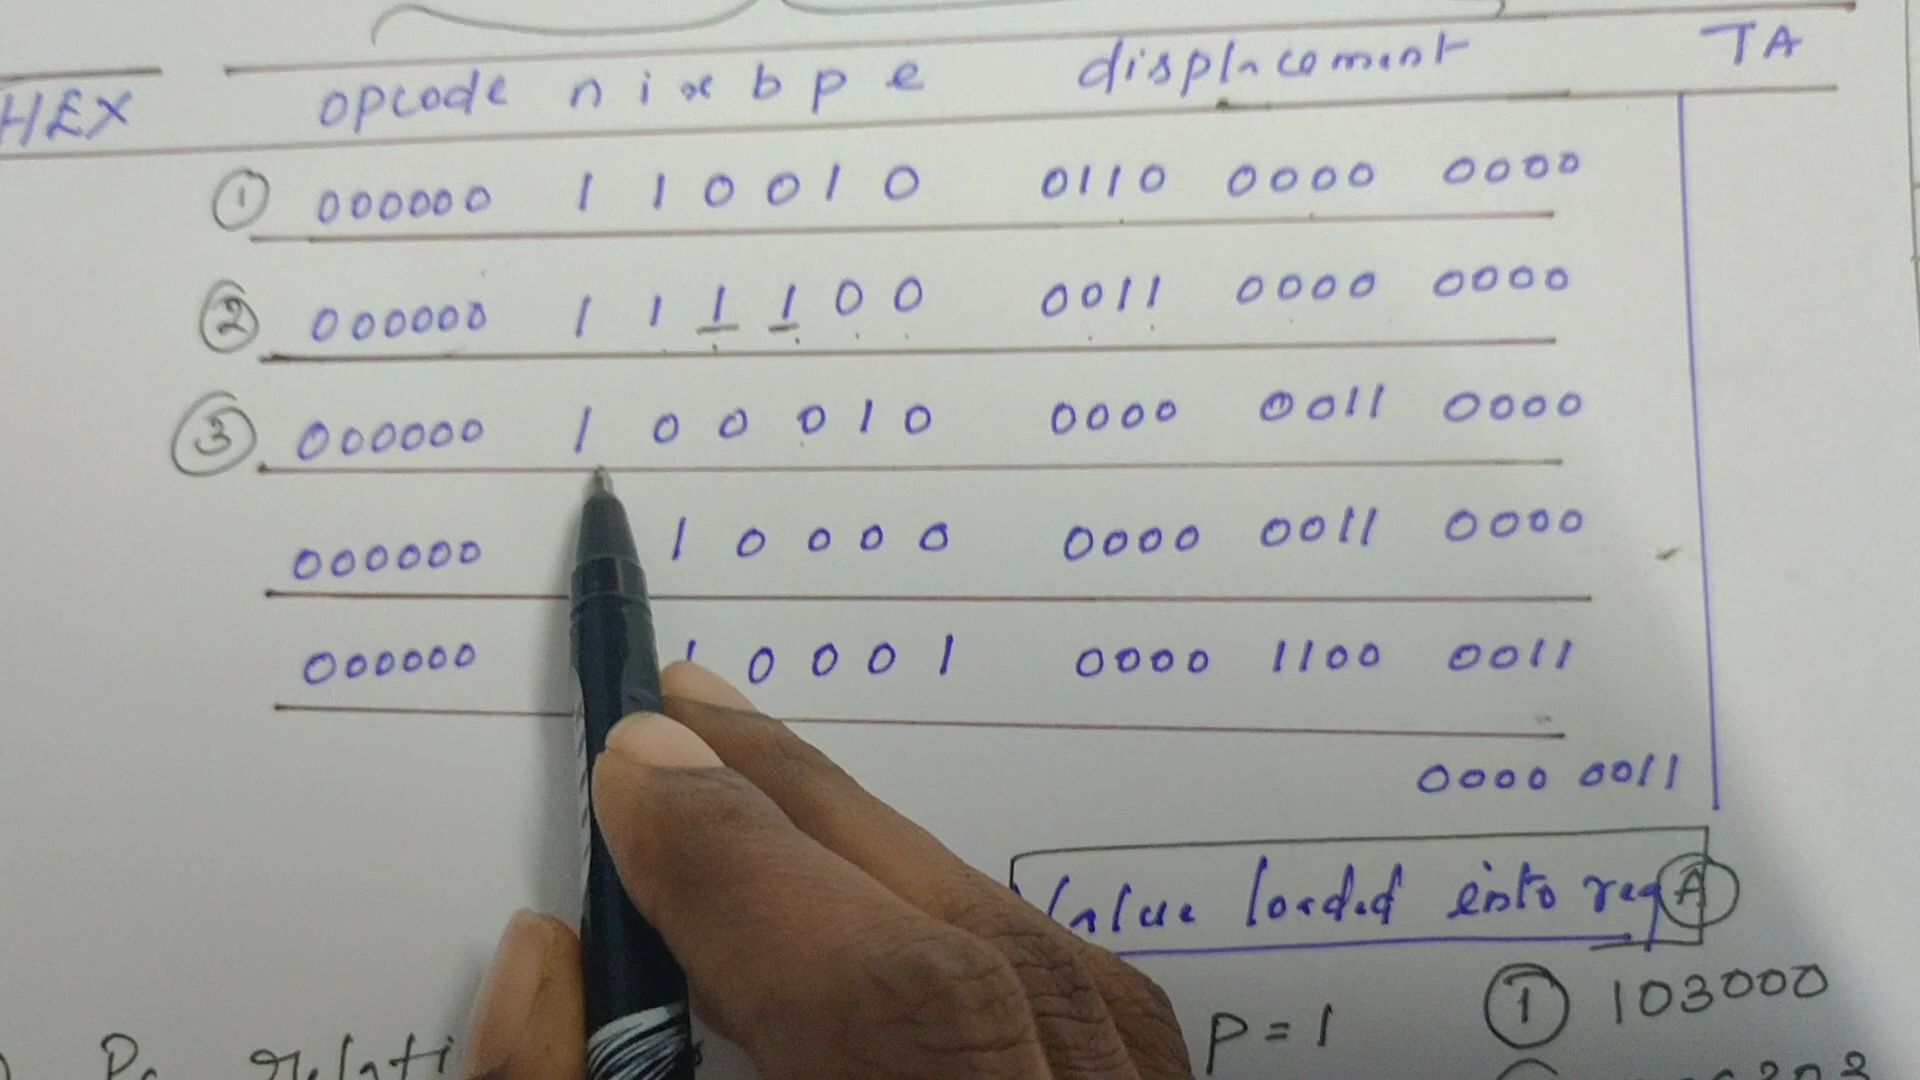 HEX opcode n i x b p e displacement TA
① 000000 1 1 0 0 1 0 0110 0000 0000
② 000000 1 1 1 1 0 0 0011 0000 0000
③ 000000 1 0 0 0 1 0 0000 0011 0000
000000 1 0 0 0 0 0000 0011 0000
000000 1 0 0 0 1 0000 1100 0011
0000 0011
Value loaded into reg A
P = 1 ① 103000